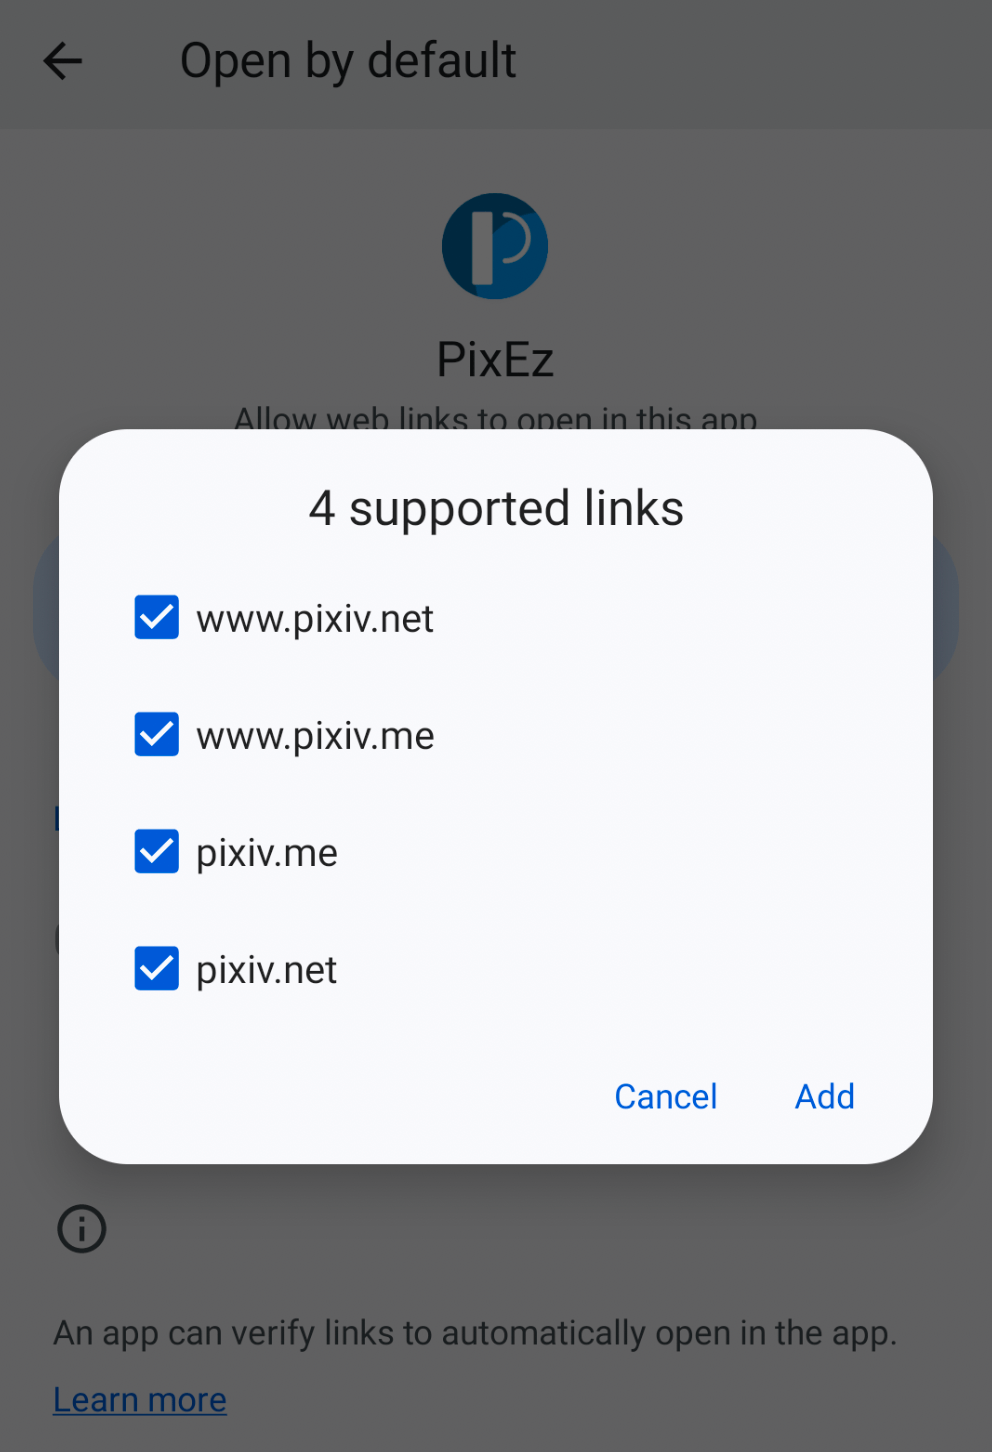 Open by default
PixEz
Allow web links to open in this app
4 supported links
www.pixiv.net
www.pixiv.me
pixiv.me
pixiv.net
Cancel Add
An app can verify links to automatically open in the app.
Learn more